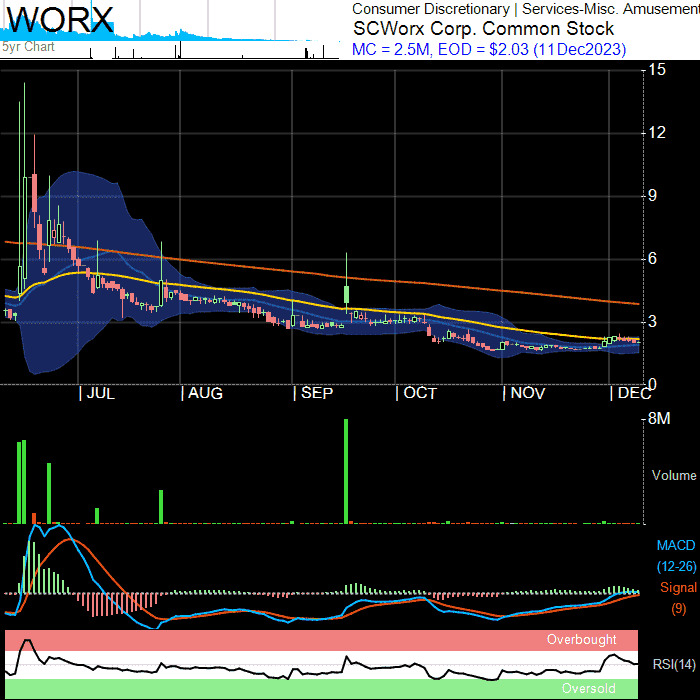 WORX
5yr Chart
Consumer Discretionary | Services-Misc. Amusement
SCWorx Corp. Common Stock
MC = 2.5M, EOD = $2.03 (11Dec2023)
15
12
9
6
3
0
| JUL | AUG | SEP | OCT | NOV | DEC
8M
Volume
MACD
(12-26)
Signal
(9)
Overbought
RSI(14)
Oversold